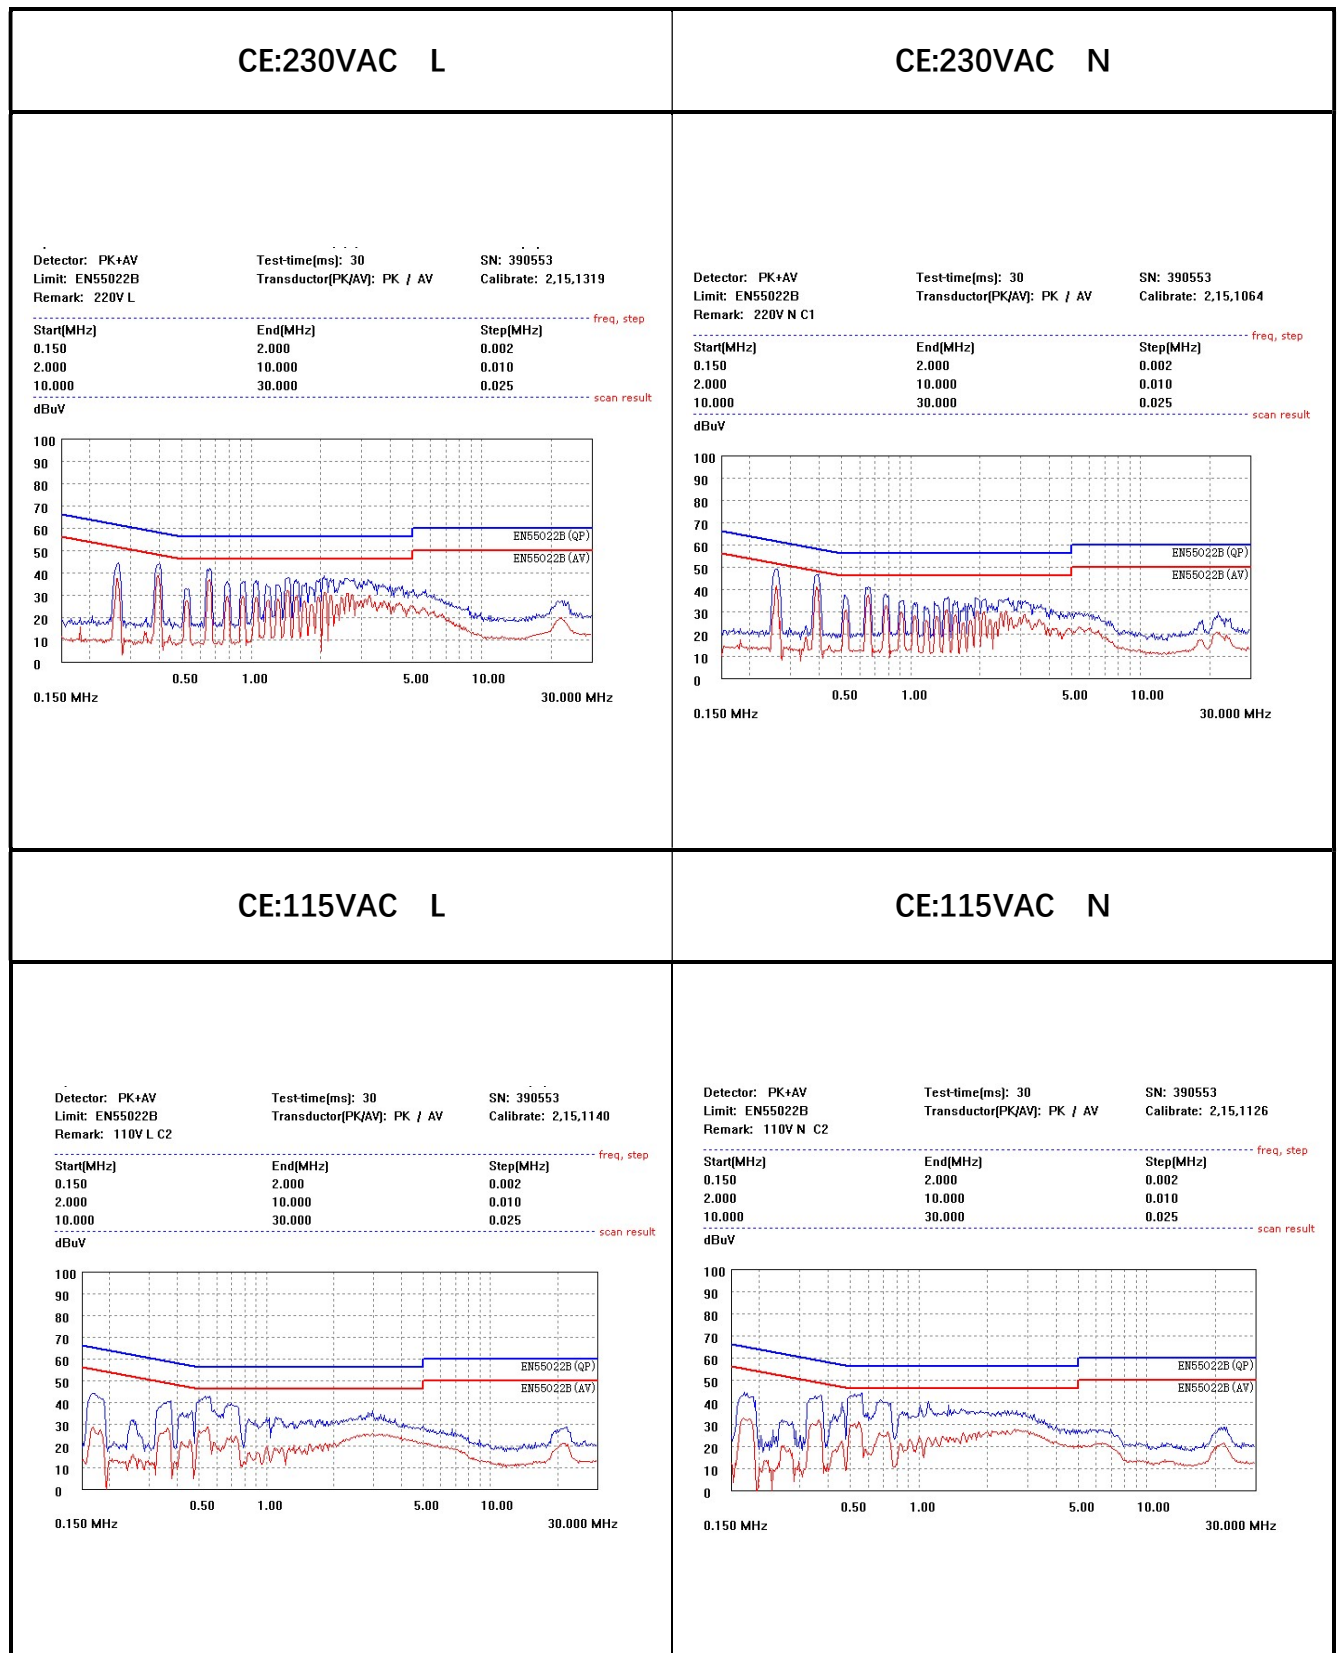 CE:230VAC L
CE:230VAC N
Detector: PK+AV Test-time(ms): 30 SN: 390553
Limit: EN55022B Transductor(PK/AV): PK / AV Calibrate: 2,15,1319
Remark: 220V L
freq, step
Start(MHz) End(MHz) Step(MHz)
0.150 2.000 0.002
2.000 10.000 0.010
10.000 30.000 0.025
scan result
dBuV
100
90
80
70
60
EN55022B(QP)
50
EN55022B(AV)
40
30
20
10
0
0.50 1.00 5.00 10.00
0.150 MHz 30.000 MHz
Detector: PK+AV Test-time(ms): 30 SN: 390553
Limit: EN55022B Transductor(PK/AV): PK / AV Calibrate: 2,15,1064
Remark: 220V N C1
freq, step
Start(MHz) End(MHz) Step(MHz)
0.150 2.000 0.002
2.000 10.000 0.010
10.000 30.000 0.025
scan result
dBuV
100
90
80
70
60
EN55022B(QP)
50
EN55022B(AV)
40
30
20
10
0
0.50 1.00 5.00 10.00
0.150 MHz 30.000 MHz
CE:115VAC L
CE:115VAC N
Detector: PK+AV Test-time(ms): 30 SN: 390553
Limit: EN55022B Transductor(PK/AV): PK / AV Calibrate: 2,15,1140
Remark: 110V L C2
freq, step
Start(MHz) End(MHz) Step(MHz)
0.150 2.000 0.002
2.000 10.000 0.010
10.000 30.000 0.025
scan result
dBuV
100
90
80
70
60
EN55022B(QP)
50
EN55022B(AV)
40
30
20
10
0
0.50 1.00 5.00 10.00
0.150 MHz 30.000 MHz
Detector: PK+AV Test-time(ms): 30 SN: 390553
Limit: EN55022B Transductor(PK/AV): PK / AV Calibrate: 2,15,1126
Remark: 110V N C2
freq, step
Start(MHz) End(MHz) Step(MHz)
0.150 2.000 0.002
2.000 10.000 0.010
10.000 30.000 0.025
scan result
dBuV
100
90
80
70
60
EN55022B(QP)
50
EN55022B(AV)
40
30
20
10
0
0.50 1.00 5.00 10.00
0.150 MHz 30.000 MHz